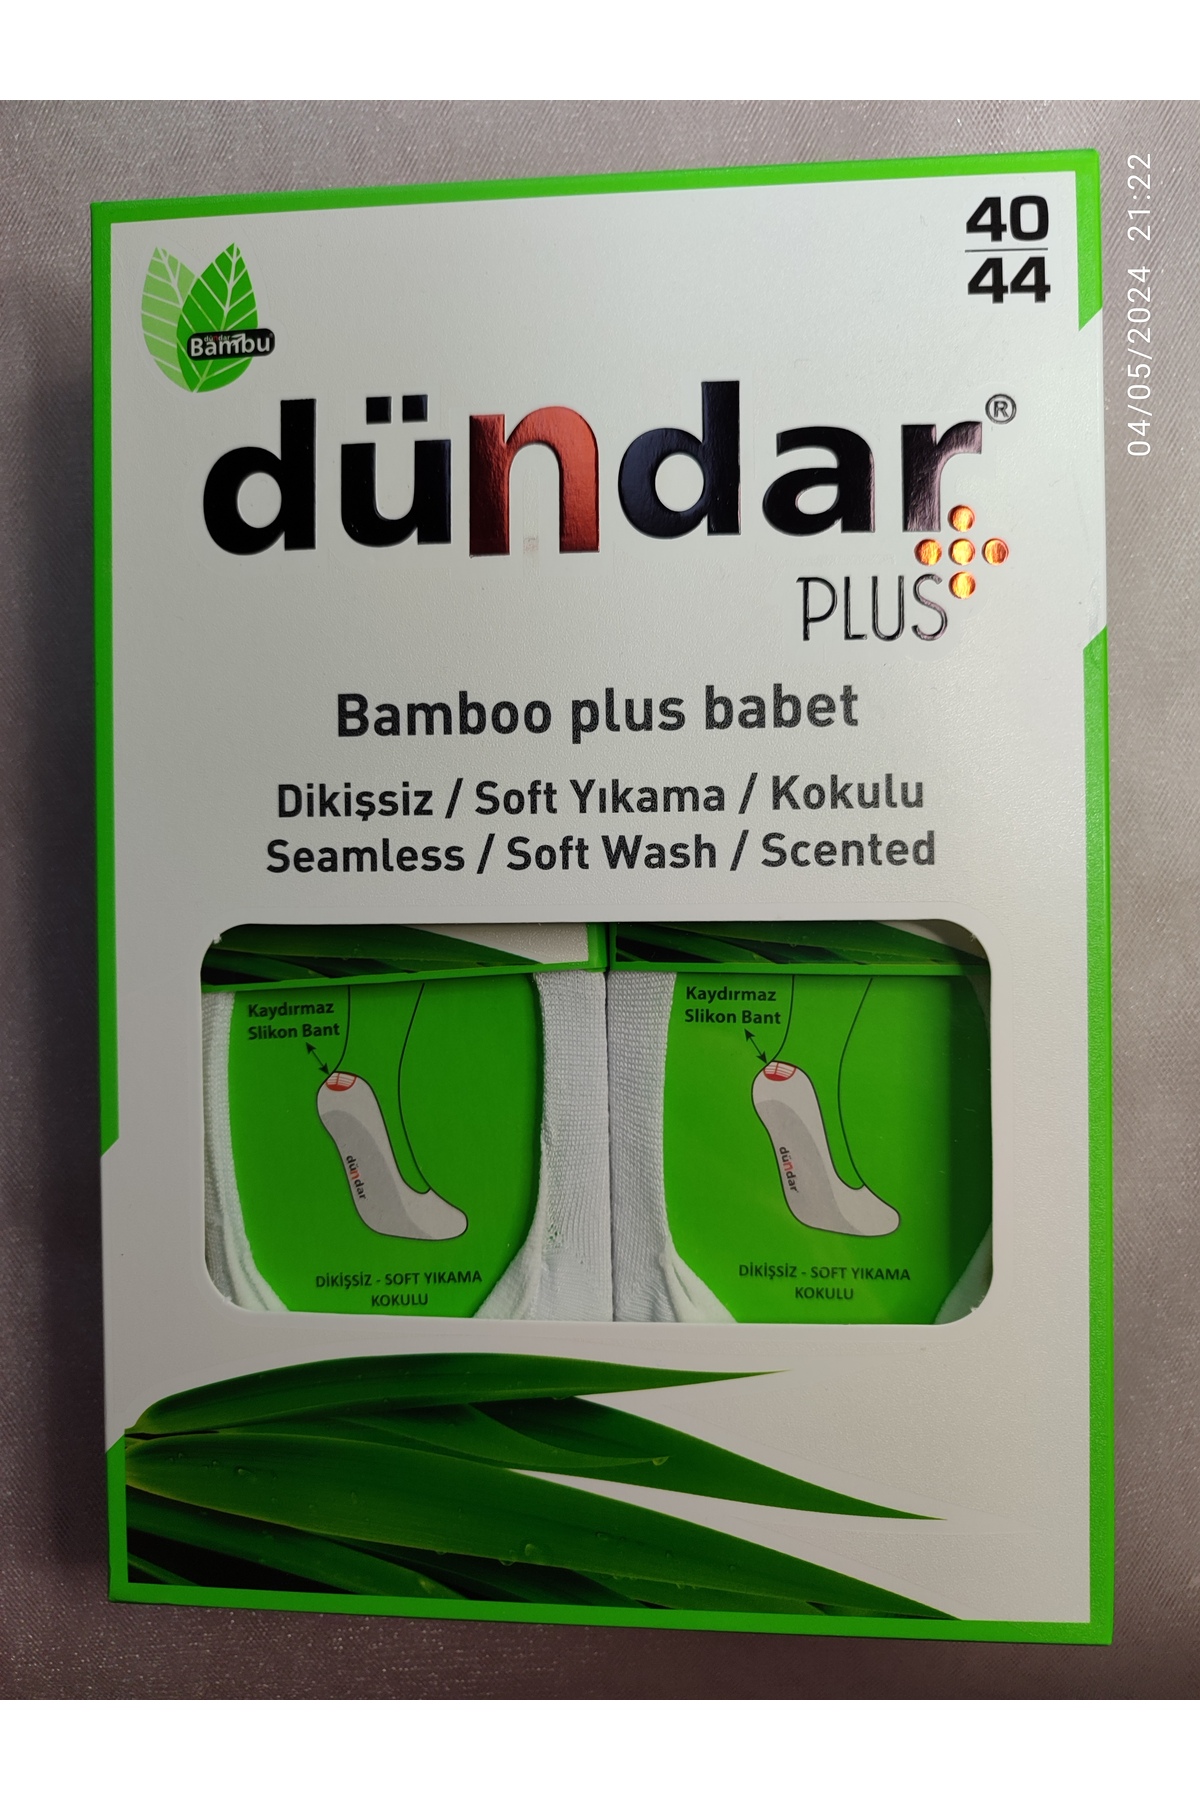 40
44
04/05/2024 21:22
dündar
Bambu
dündar®
PLUS
Bamboo plus babet
Dikişsiz / Soft Yıkama / Kokulu
Seamless / Soft Wash / Scented
Kaydırmaz
Slikon Bant
dündar
DİKİŞSİZ - SOFT YIKAMA
KOKULU
Kaydırmaz
Slikon Bant
dündar
DİKİŞSİZ - SOFT YIKAMA
KOKULU